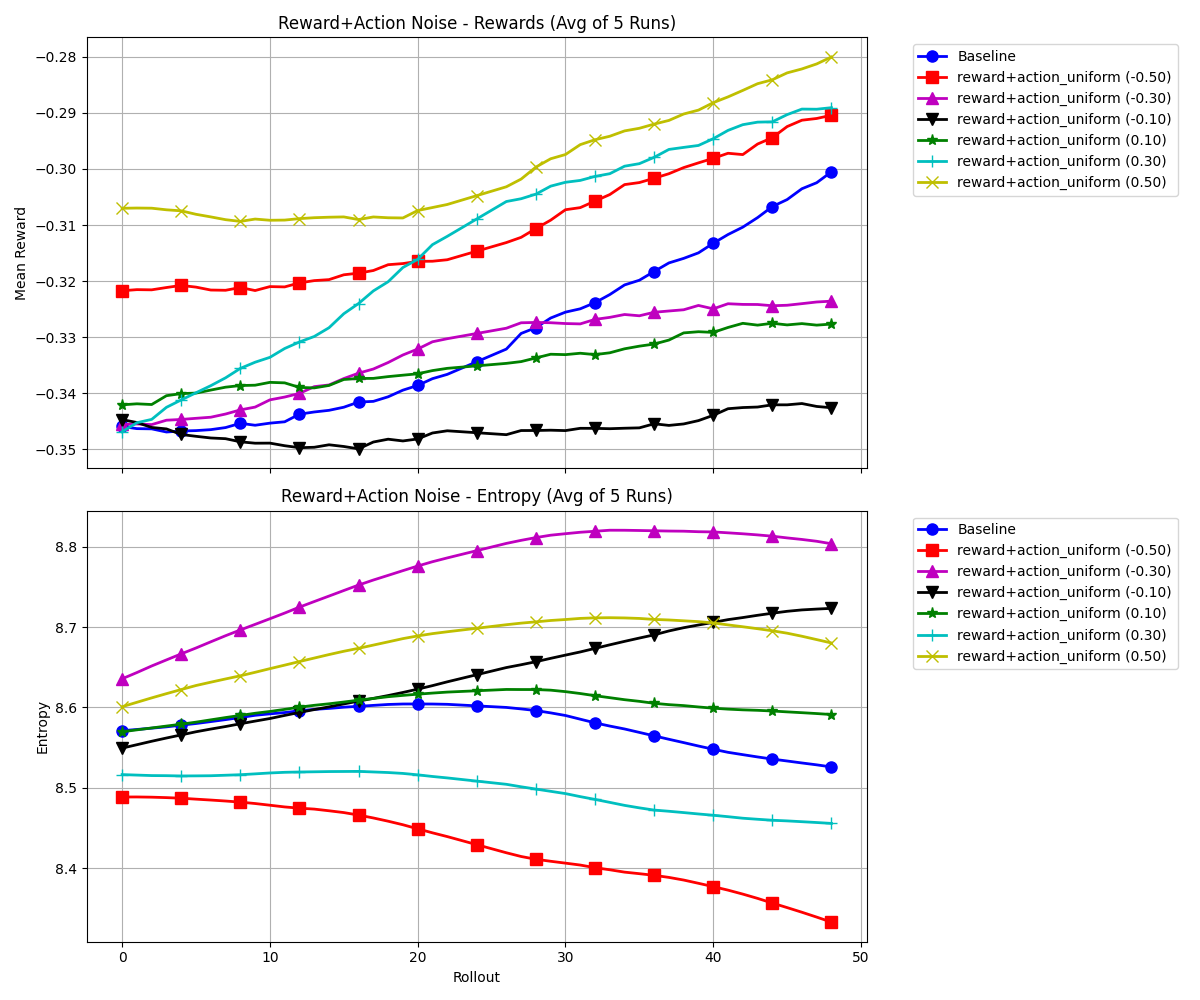 Reward+Action Noise - Rewards (Avg of 5 Runs)
−0.28
−0.29
−0.30
−0.31
−0.32
−0.33
−0.34
−0.35
Mean Reward
Baseline
reward+action_uniform (-0.50)
reward+action_uniform (-0.30)
reward+action_uniform (-0.10)
reward+action_uniform (0.10)
reward+action_uniform (0.30)
reward+action_uniform (0.50)
Reward+Action Noise - Entropy (Avg of 5 Runs)
8.8
8.7
8.6
8.5
8.4
Entropy
0 10 20 30 40 50
Rollout
Baseline
reward+action_uniform (-0.50)
reward+action_uniform (-0.30)
reward+action_uniform (-0.10)
reward+action_uniform (0.10)
reward+action_uniform (0.30)
reward+action_uniform (0.50)